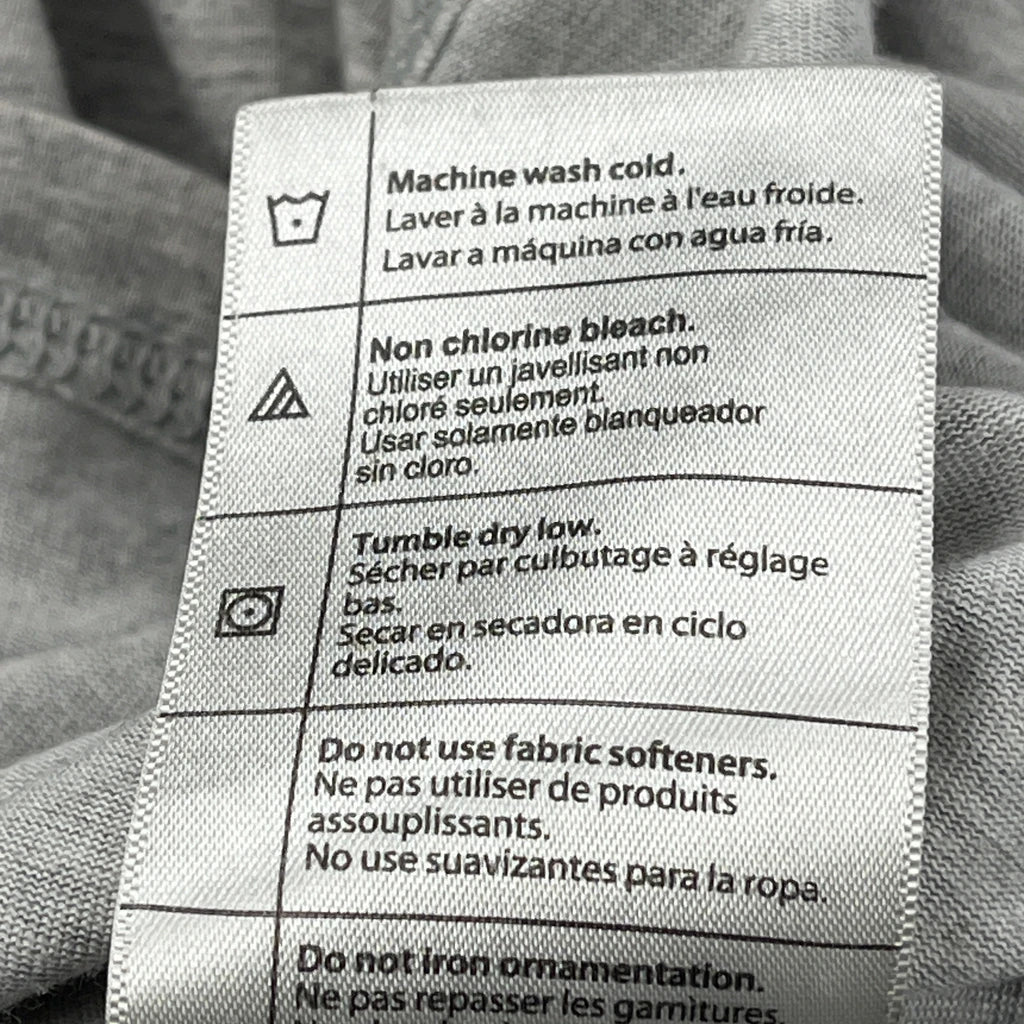 Machine wash cold.
Laver à la machine à l'eau froide.
Lavar a máquina con agua fría.
Non chlorine bleach.
Utiliser un javellisant non
chloré seulement.
Usar solamente blanqueador
sin cloro.
Tumble dry low.
Sécher par culbutage à réglage
bas.
Secar en secadora en ciclo
delicado.
Do not use fabric softeners.
Ne pas utiliser de produits
assouplissants.
No use suavizantes para la ropa.
Do not iron ornamentation.
Ne pas repasser les garnitures.